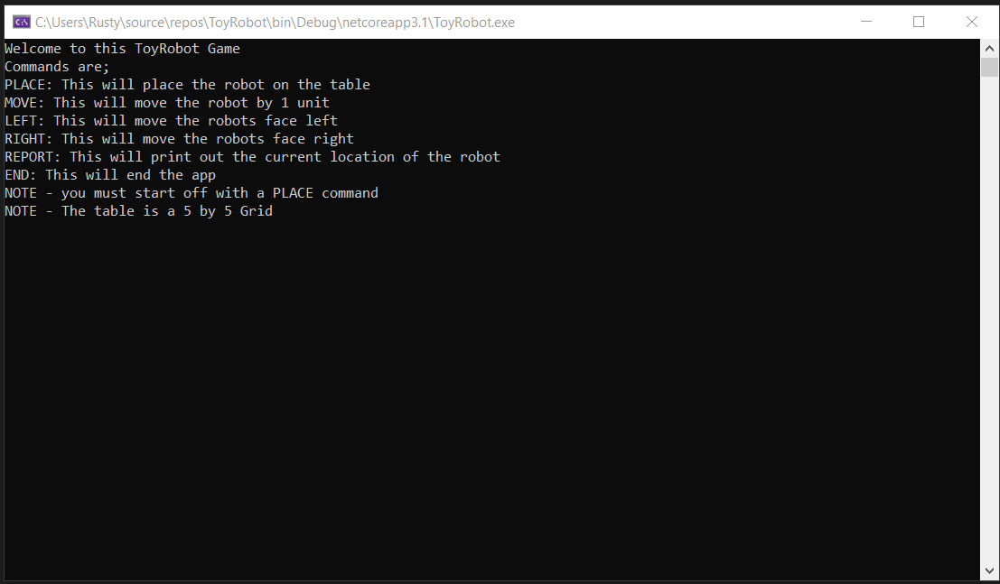 C:\Users\Rusty\source\repos\ToyRobot\bin\Debug\netcoreapp3.1\ToyRobot.exe
Welcome to this ToyRobot Game
Commands are;
PLACE: This will place the robot on the table
MOVE: This will move the robot by 1 unit
LEFT: This will move the robots face left
RIGHT: This will move the robots face right
REPORT: This will print out the current location of the robot
END: This will end the app
NOTE - you must start off with a PLACE command
NOTE - The table is a 5 by 5 Grid